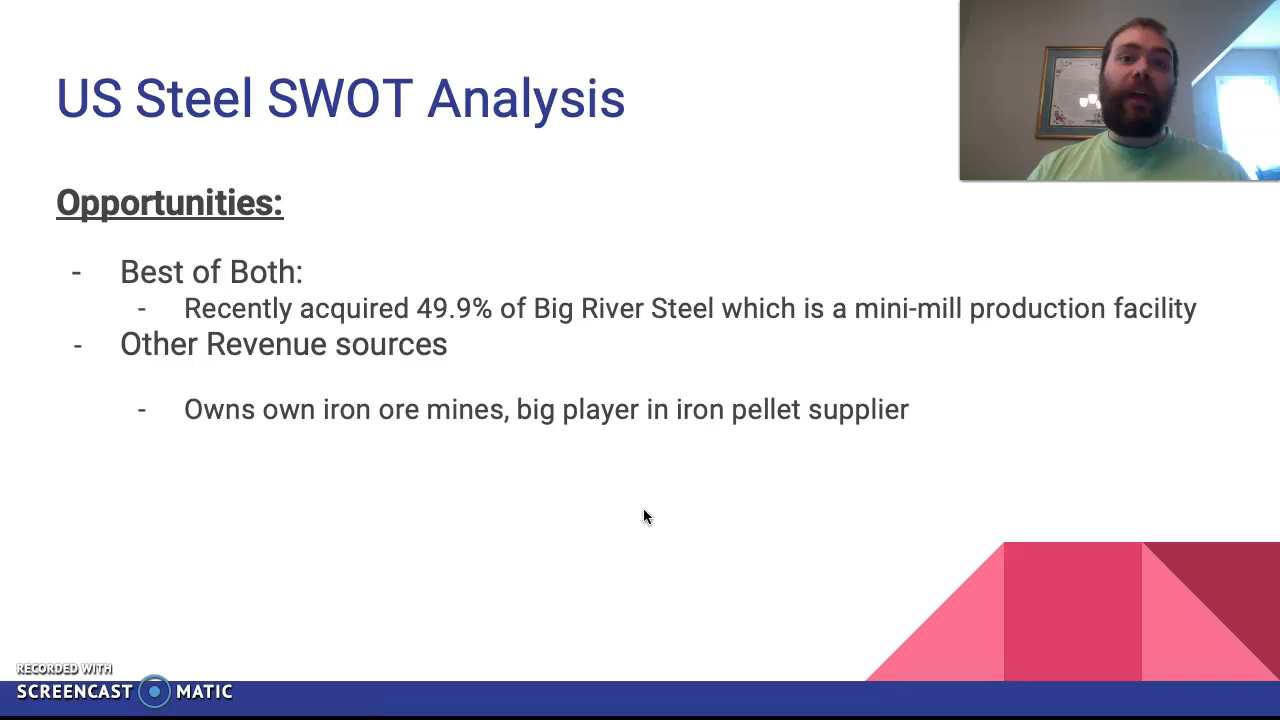 US Steel SWOT Analysis
Opportunities:
- Best of Both:
- Recently acquired 49.9% of Big River Steel which is a mini-mill production facility
- Other Revenue sources
- Owns own iron ore mines, big player in iron pellet supplier
RECORDED WITH
SCREENCAST MATIC